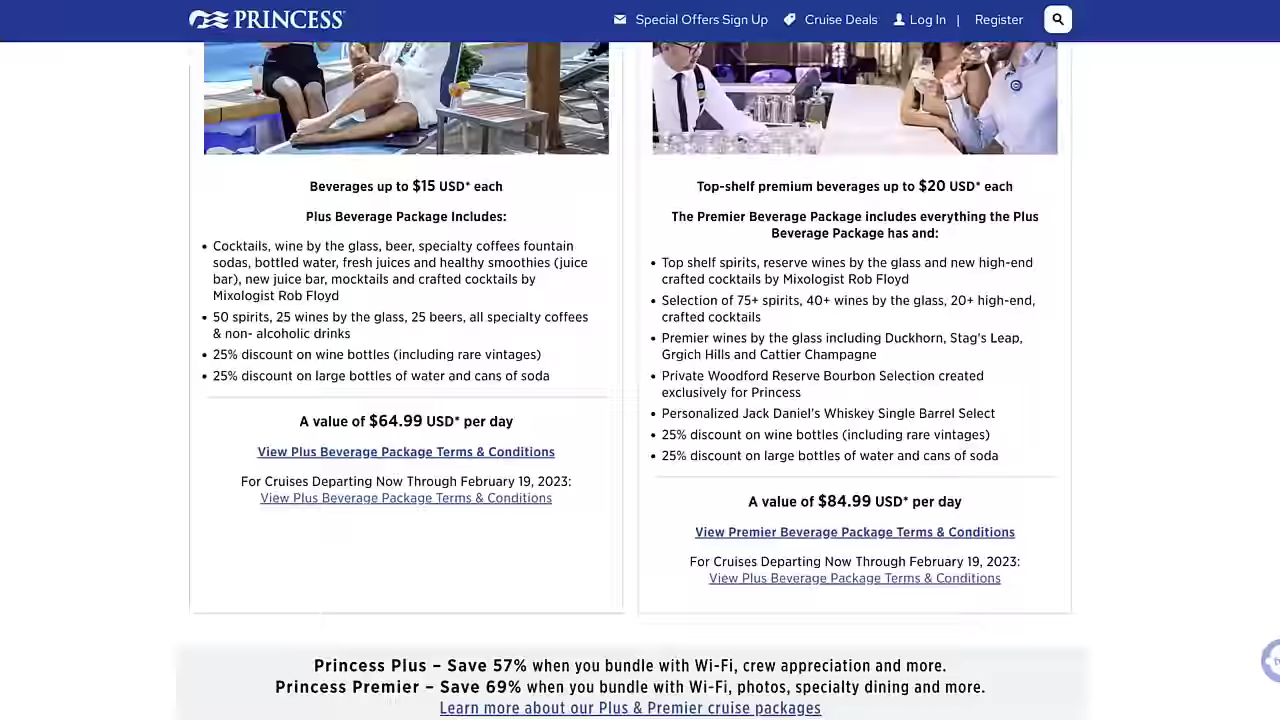 PRINCESS
Special Offers Sign Up
Cruise Deals
Log In | Register
Beverages up to $15 USD* each
Plus Beverage Package Includes:
• Cocktails, wine by the glass, beer, specialty coffees fountain
sodas, bottled water, fresh juices and healthy smoothies (juice
bar), new juice bar, mocktails and crafted cocktails by
Mixologist Rob Floyd
• 50 spirits, 25 wines by the glass, 25 beers, all specialty coffees
& non- alcoholic drinks
• 25% discount on wine bottles (including rare vintages)
• 25% discount on large bottles of water and cans of soda
A value of $64.99 USD* per day
View Plus Beverage Package Terms & Conditions
For Cruises Departing Now Through February 19, 2023:
View Plus Beverage Package Terms & Conditions
Top-shelf premium beverages up to $20 USD* each
The Premier Beverage Package includes everything the Plus
Beverage Package has and:
• Top shelf spirits, reserve wines by the glass and new high-end
crafted cocktails by Mixologist Rob Floyd
• Selection of 75+ spirits, 40+ wines by the glass, 20+ high-end,
crafted cocktails
• Premier wines by the glass including Duckhorn, Stag's Leap,
Grgich Hills and Cattier Champagne
• Private Woodford Reserve Bourbon Selection created
exclusively for Princess
• Personalized Jack Daniel's Whiskey Single Barrel Select
• 25% discount on wine bottles (including rare vintages)
• 25% discount on large bottles of water and cans of soda
A value of $84.99 USD* per day
View Premier Beverage Package Terms & Conditions
For Cruises Departing Now Through February 19, 2023:
View Plus Beverage Package Terms & Conditions
Princess Plus – Save 57% when you bundle with Wi-Fi, crew appreciation and more.
Princess Premier – Save 69% when you bundle with Wi-Fi, photos, specialty dining and more.
Learn more about our Plus & Premier cruise packages